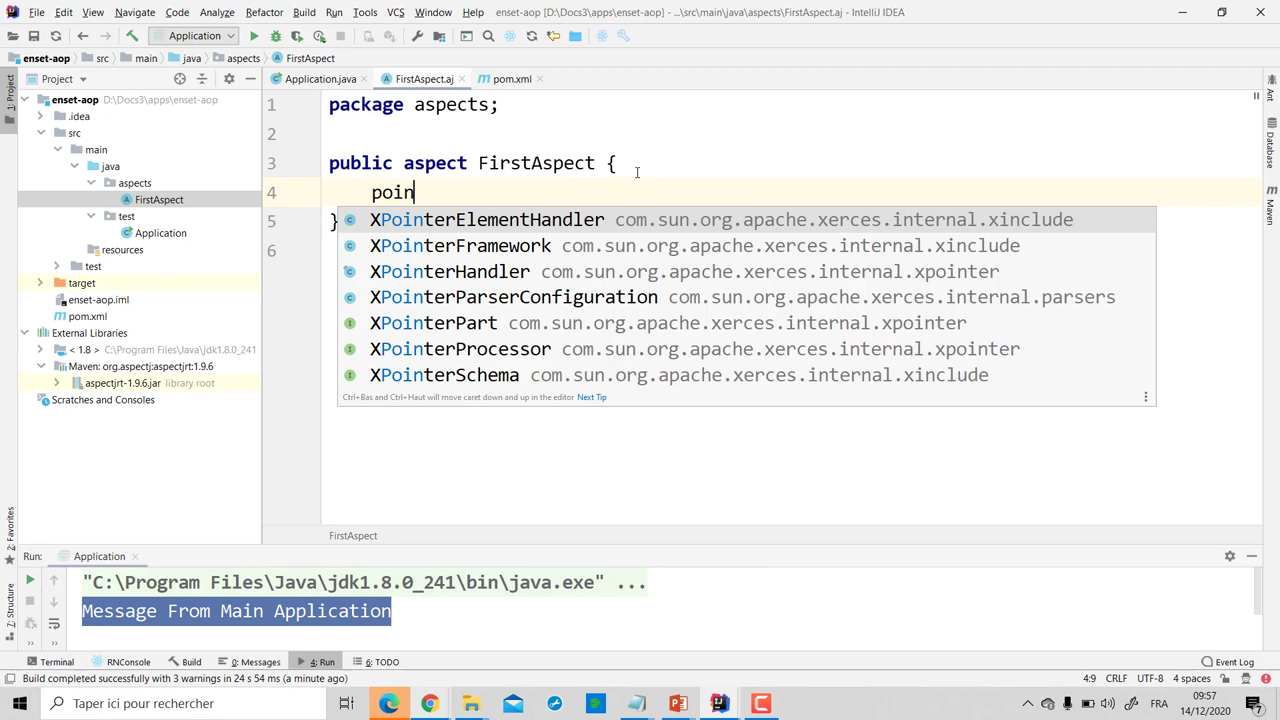 File Edit View Navigate Code Analyze Refactor Build Run Tools VCS Window Help enset-aop [D:\Docs3\apps\enset-aop] - ...\src\main\java\aspects\FirstAspect.aj - IntelliJ IDEA
Application
enset-aop src main java aspects FirstAspect
Project
Application.java FirstAspect.aj pom.xml
enset-aop D:\Docs3\apps\enset-aop
.idea
src
main
java
aspects
FirstAspect
test
Application
resources
test
target
enset-aop.iml
pom.xml
External Libraries
< 1.8 > C:\Program Files\Java\jdk1.8.0_241
Maven: org.aspectj:aspectjrt:1.9.6
aspectjrt-1.9.6.jar library root
Scratches and Consoles
1: Project
2: Favorites
7: Structure
Ant
Database
Maven
1 package aspects;
2
3 public aspect FirstAspect {
4 poin
5 }
6
XPointerElementHandler com.sun.org.apache.xerces.internal.xinclude
XPointerFramework com.sun.org.apache.xerces.internal.xinclude
XPointerHandler com.sun.org.apache.xerces.internal.xpointer
XPointerParserConfiguration com.sun.org.apache.xerces.internal.parsers
XPointerPart com.sun.org.apache.xerces.internal.xpointer
XPointerProcessor com.sun.org.apache.xerces.internal.xpointer
XPointerSchema com.sun.org.apache.xerces.internal.xinclude
Ctrl+Bas and Ctrl+Haut will move caret down and up in the editor Next Tip
FirstAspect
Run: Application
"C:\Program Files\Java\jdk1.8.0_241\bin\java.exe" ...
Message From Main Application
Terminal RNConsole Build 0: Messages 4: Run 6: TODO Event Log
Build completed successfully with 3 warnings in 24 s 54 ms (a minute ago) 4:9 CRLF UTF-8 4 spaces
Taper ici pour rechercher
FRA
09:57
14/12/2020
7